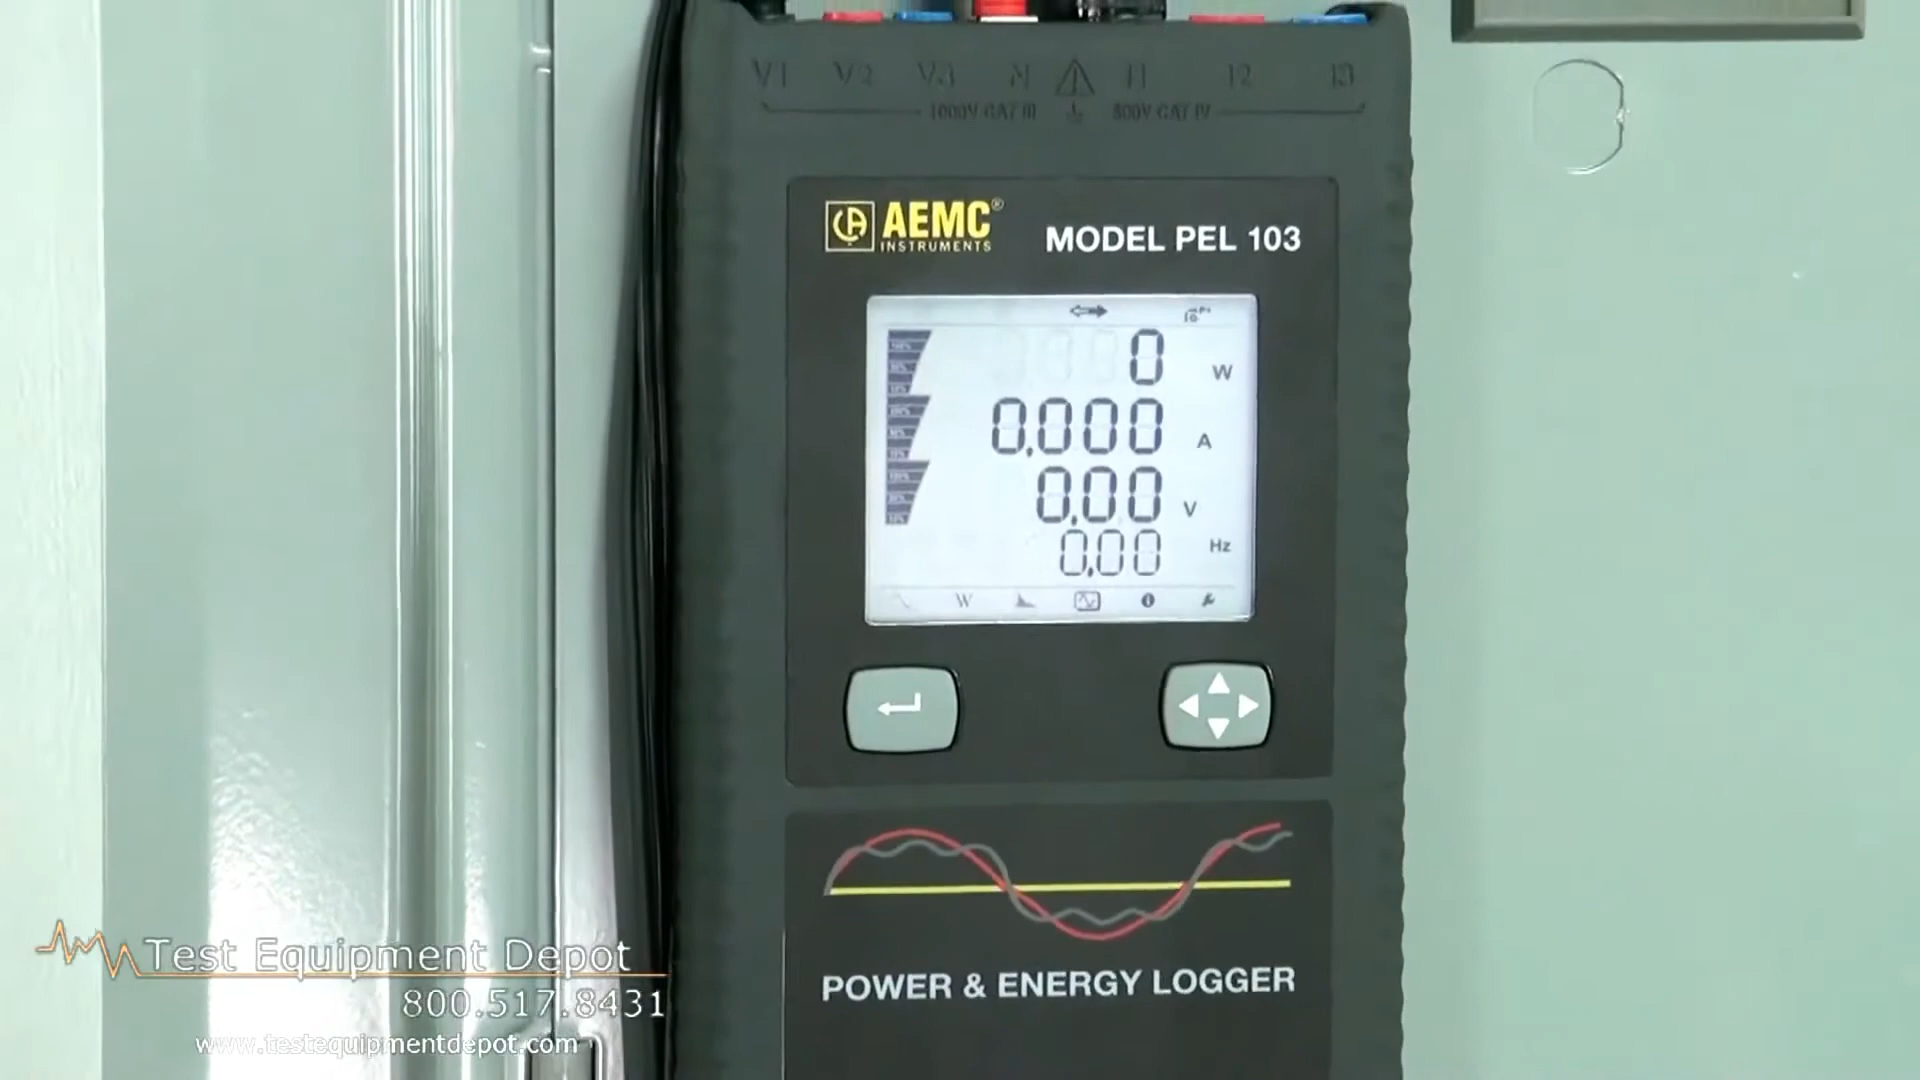 V1 V2 V3 N I1 I2 I3
1000V CAT III 600V CAT IV
AEMC®
INSTRUMENTS
MODEL PEL 103
0 W
0.000 A
0.00 V
0.00 Hz
W
POWER & ENERGY LOGGER
Test Equipment Depot
800.517.8431
www.testequipmentdepot.com